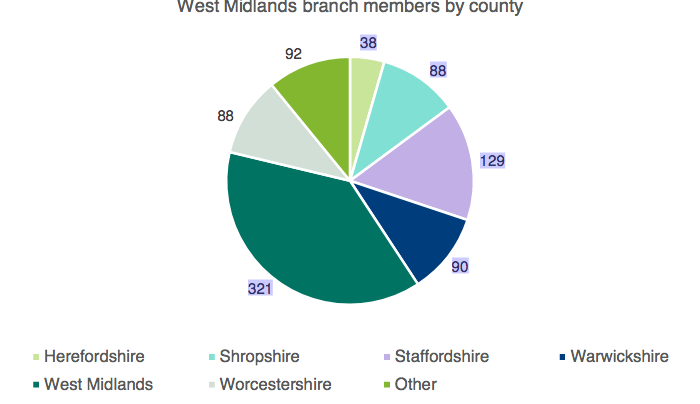 West Midlands branch members by county
38
92
88
88
129
90
321
Herefordshire Shropshire Staffordshire Warwickshire
West Midlands Worcestershire Other